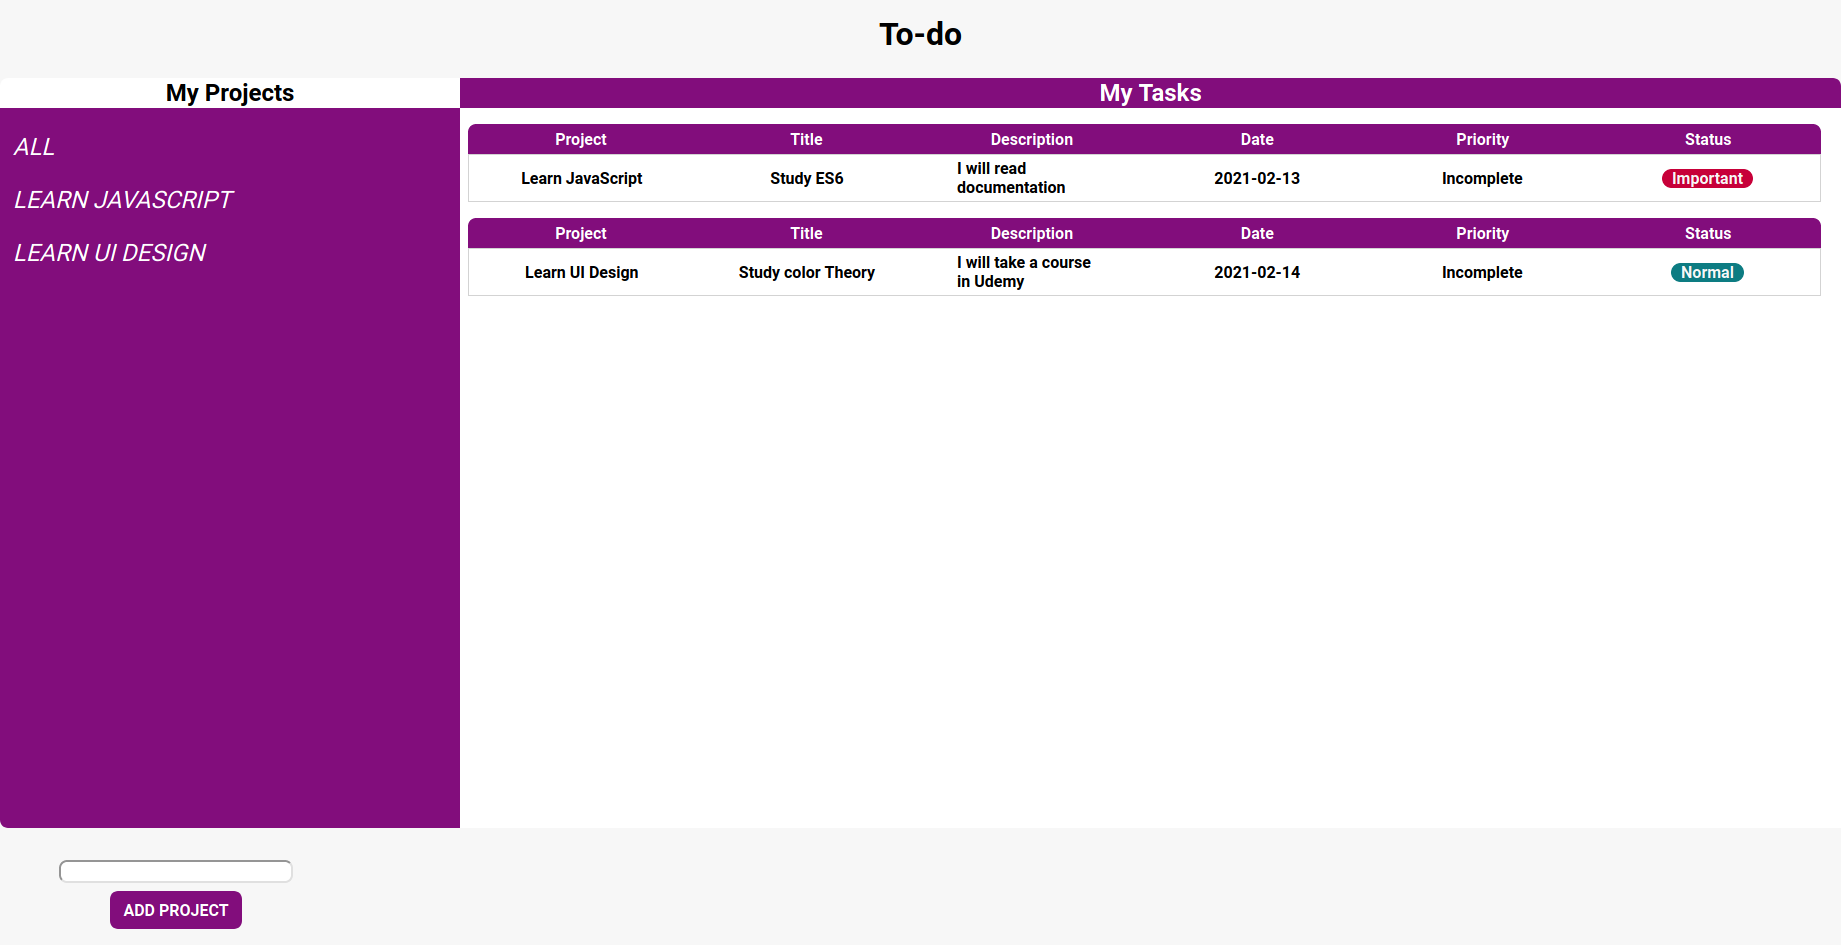 To-do
My Projects
My Tasks
ALL
LEARN JAVASCRIPT
LEARN UI DESIGN
Project Title Description Date Priority Status
Learn JavaScript Study ES6 I will read documentation 2021-02-13 Incomplete Important
Project Title Description Date Priority Status
Learn UI Design Study color Theory I will take a course in Udemy 2021-02-14 Incomplete Normal
ADD PROJECT